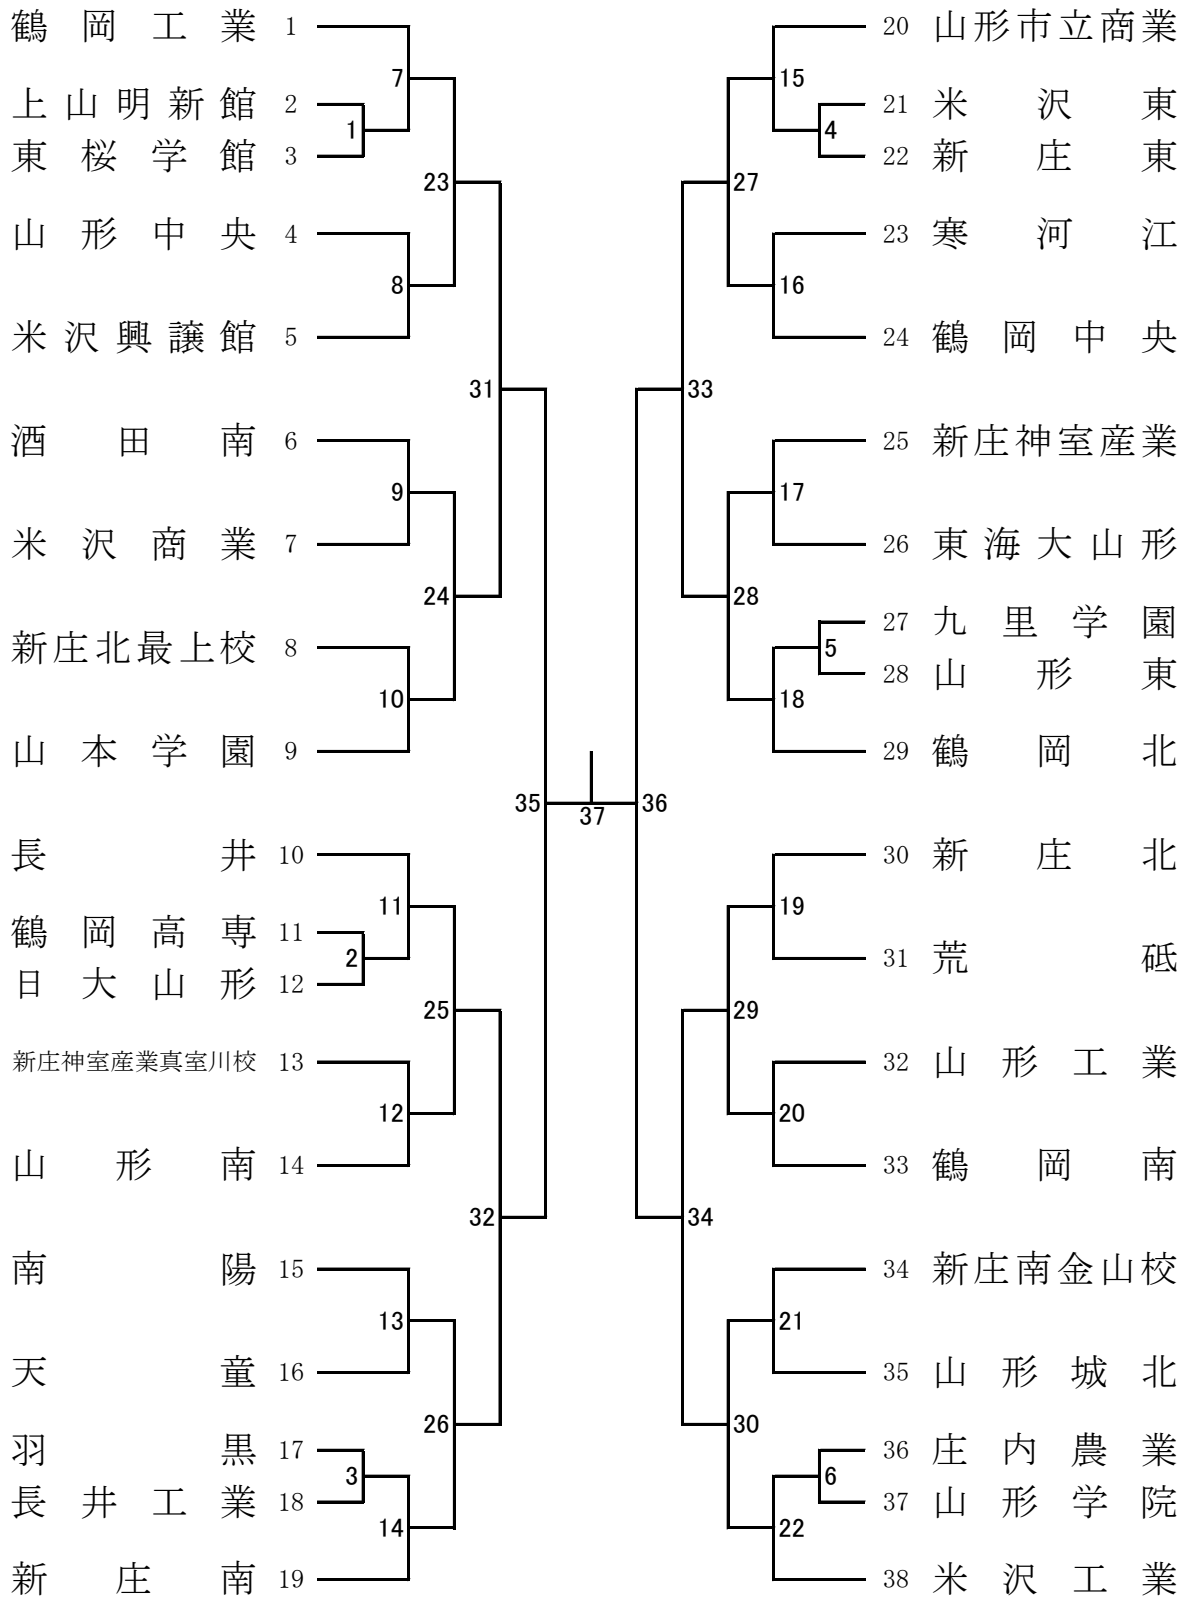 鶴岡工業 1
7
上山明新館 2
1
東桜学館 3
23
山形中央 4
8
米沢興譲館 5
31
酒田南 6
9
米沢商業 7
24
新庄北最上校 8
10
山本学園 9
35
長井 10
11
鶴岡高専 11
2
日大山形 12
25
新庄神室産業真室川校 13
12
山形南 14
32
南陽 15
13
天童 16
26
羽黒 17
3
長井工業 18
14
新庄南 19
37
20 山形市立商業
15
21 米沢東
4
22 新庄東
27
23 寒河江
16
24 鶴岡中央
33
25 新庄神室産業
17
26 東海大山形
28
27 九里学園
5
28 山形東
18
29 鶴岡北
36
30 新庄北
19
31 荒砥
29
32 山形工業
20
33 鶴岡南
34
34 新庄南金山校
21
35 山形城北
30
36 庄内農業
6
37 山形学院
22
38 米沢工業